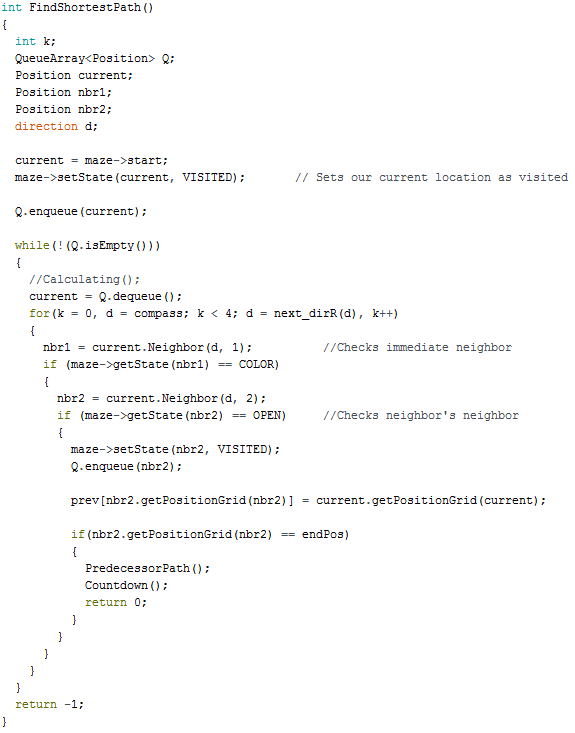 int FindShortestPath()
{
  int k;
  QueueArray<Position> Q;
  Position current;
  Position nbr1;
  Position nbr2;
  direction d;

  current = maze->start;
  maze->setState(current, VISITED);       // Sets our current location as visited

  Q.enqueue(current);

  while(!(Q.isEmpty()))
  {
    //Calculating();
    current = Q.dequeue();
    for(k = 0, d = compass; k < 4; d = next_dirR(d), k++)
    {
      nbr1 = current.Neighbor(d, 1);          //Checks immediate neighbor
      if (maze->getState(nbr1) == COLOR)
      {
        nbr2 = current.Neighbor(d, 2);
        if (maze->getState(nbr2) == OPEN)     //Checks neighbor's neighbor
        {
          maze->setState(nbr2, VISITED);
          Q.enqueue(nbr2);

          prev[nbr2.getPositionGrid(nbr2)] = current.getPositionGrid(current);

          if(nbr2.getPositionGrid(nbr2) == endPos)
          {
            PredecessorPath();
            Countdown();
            return 0;
          }
        }
      }
    }
  }
  return -1;
}